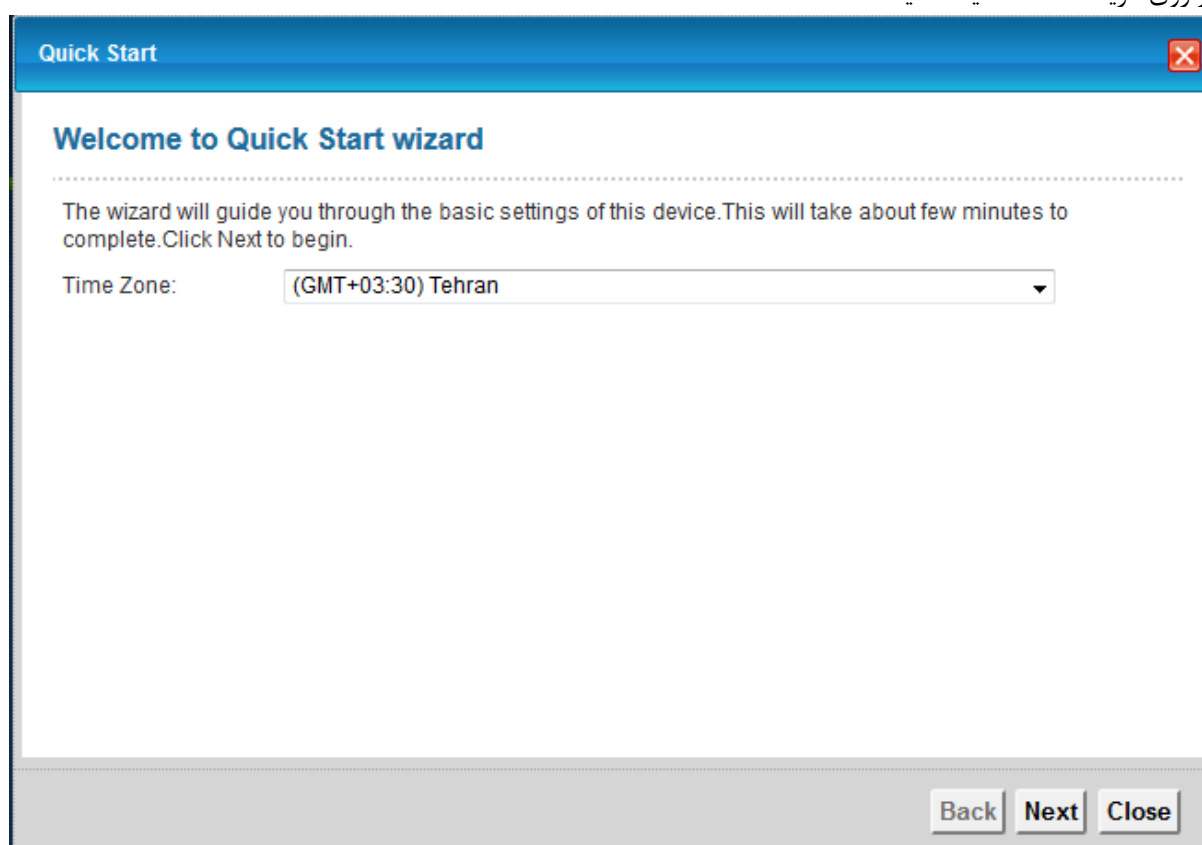 Quick Start
Welcome to Quick Start wizard
The wizard will guide you through the basic settings of this device.This will take about few minutes to
complete.Click Next to begin.
Time Zone:
(GMT+03:30) Tehran
Back Next Close